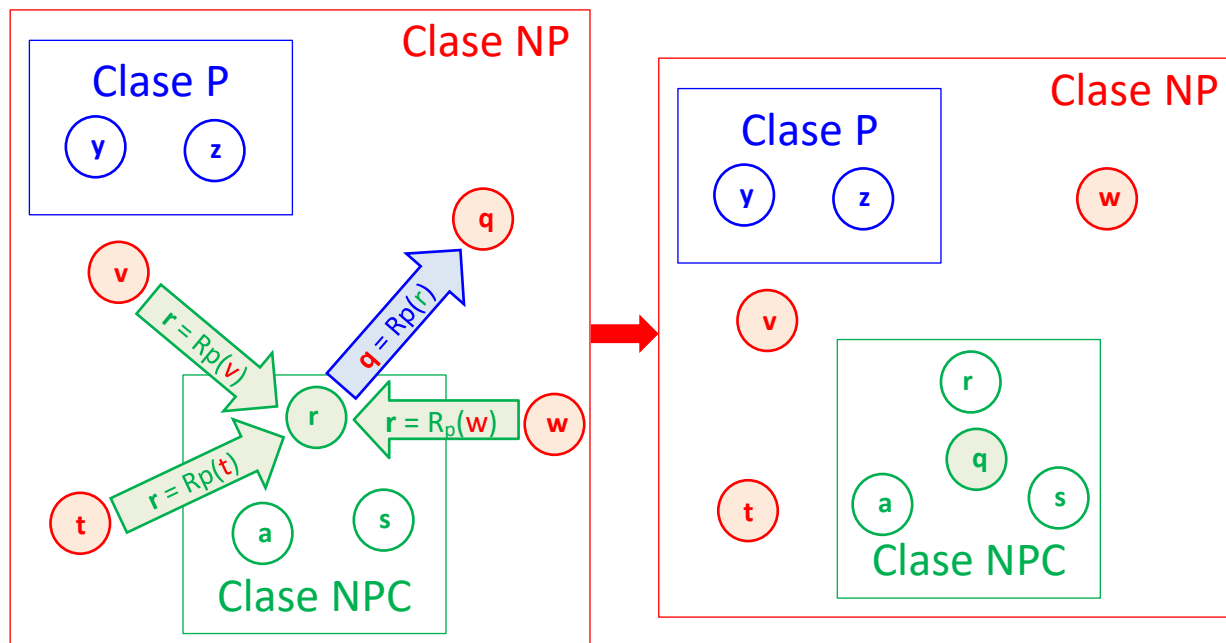 Clase NP
Clase P
y
z
q
v
r = Rp(v)
q = Rp(r)
r
r = Rp(w)
w
r = Rp(t)
t
a
s
Clase NPC
Clase NP
Clase P
y
z
w
v
r
q
a
s
t
Clase NPC